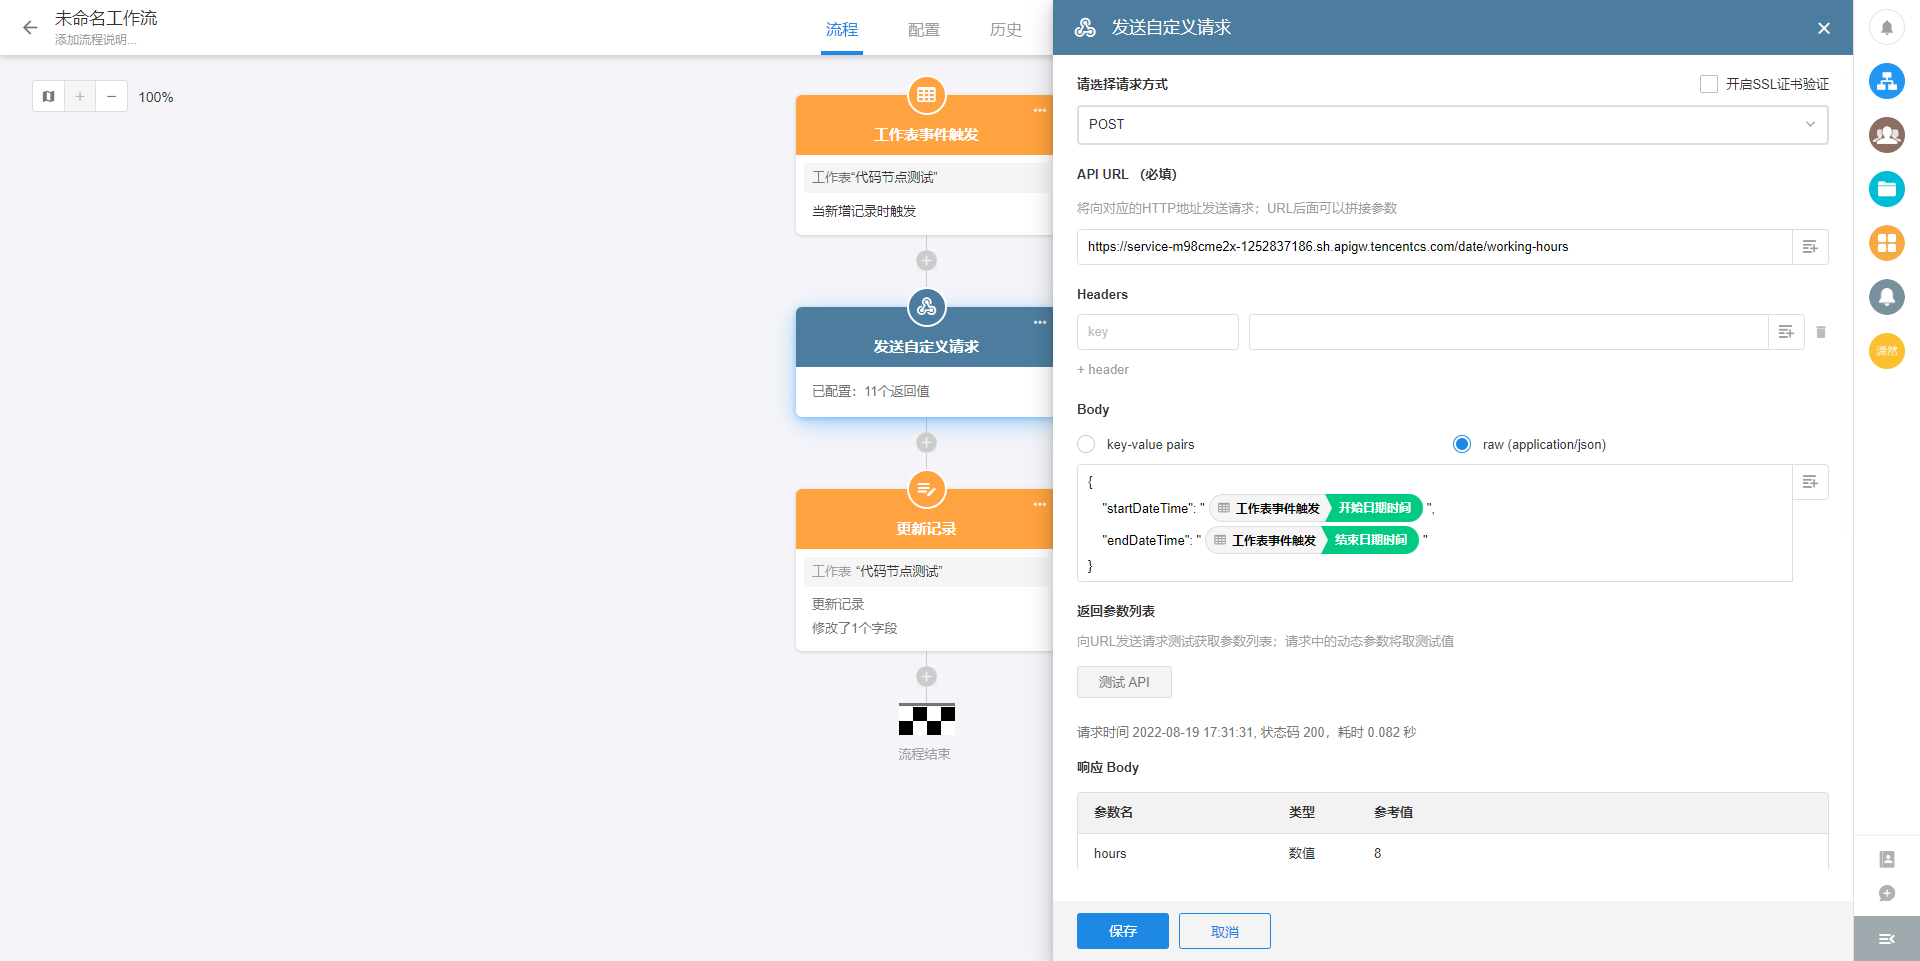 未命名工作流
添加流程说明...
流程
配置
历史
100%
工作表事件触发
工作表“代码节点测试”
当新增记录时触发
发送自定义请求
已配置：11个返回值
更新记录
工作表 “代码节点测试”
更新记录
修改了1个字段
流程结束
发送自定义请求
请选择请求方式
开启SSL证书验证
POST
API URL （必填）
将向对应的HTTP地址发送请求；URL后面可以拼接参数
https://service-m98cme2x-1252837186.sh.apigw.tencentcs.com/date/working-hours
Headers
key
+ header
Body
key-value pairs
raw (application/json)
{
"startDateTime": " 工作表事件触发 开始日期时间 ",
"endDateTime": " 工作表事件触发 结束日期时间 "
}
返回参数列表
向URL发送请求测试获取参数列表；请求中的动态参数将取测试值
测试 API
请求时间 2022-08-19 17:31:31, 状态码 200，耗时 0.082 秒
响应 Body
参数名 类型 参考值
hours 数值 8
保存
取消
潇然